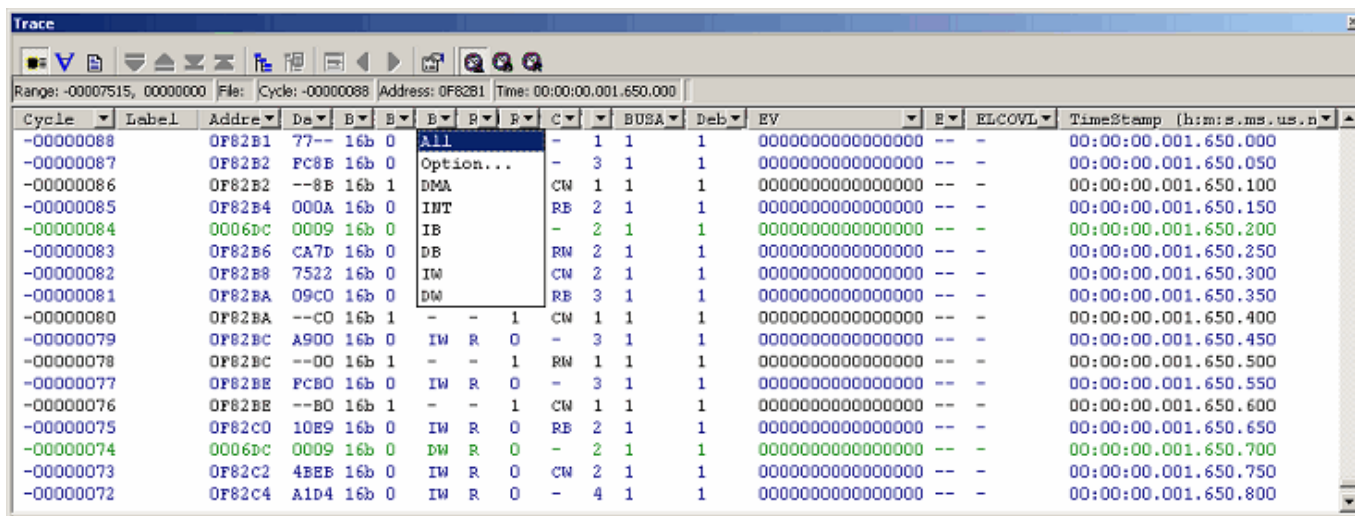 Trace
Range: -00007515, 00000000 File: Cycle: -00000088 Address: 0F82B1 Time: 00:00:00.001.650.000
Cycle Label Addre Da B B B R R C BUSA Deb EV E ELCOVL TimeStamp (h:m:s.ms.us.n
-00000088 0F82B1 77-- 16b 0 All - 1 1 1 0000000000000000 -- - 00:00:00.001.650.000
-00000087 0F82B2 FC8B 16b 0 Option... - 3 1 1 0000000000000000 -- - 00:00:00.001.650.050
-00000086 0F82B2 --8B 16b 1 DMA CW 1 1 1 0000000000000000 -- - 00:00:00.001.650.100
-00000085 0F82B4 000A 16b 0 INT RB 2 1 1 0000000000000000 -- - 00:00:00.001.650.150
-00000084 0006DC 0009 16b 0 IB - 2 1 1 0000000000000000 -- - 00:00:00.001.650.200
-00000083 0F82B6 CA7D 16b 0 DB RW 2 1 1 0000000000000000 -- - 00:00:00.001.650.250
-00000082 0F82B8 7522 16b 0 IW CW 2 1 1 0000000000000000 -- - 00:00:00.001.650.300
-00000081 0F82BA 09C0 16b 0 DW RB 3 1 1 0000000000000000 -- - 00:00:00.001.650.350
-00000080 0F82BA --C0 16b 1 - - 1 CW 1 1 1 0000000000000000 -- - 00:00:00.001.650.400
-00000079 0F82BC A900 16b 0 IW R 0 - 3 1 1 0000000000000000 -- - 00:00:00.001.650.450
-00000078 0F82BC --00 16b 1 - - 1 RW 1 1 1 0000000000000000 -- - 00:00:00.001.650.500
-00000077 0F82BE FCB0 16b 0 IW R 0 - 3 1 1 0000000000000000 -- - 00:00:00.001.650.550
-00000076 0F82BE --B0 16b 1 - - 1 CW 1 1 1 0000000000000000 -- - 00:00:00.001.650.600
-00000075 0F82C0 10E9 16b 0 IW R 0 RB 2 1 1 0000000000000000 -- - 00:00:00.001.650.650
-00000074 0006DC 0009 16b 0 DW R 0 - 2 1 1 0000000000000000 -- - 00:00:00.001.650.700
-00000073 0F82C2 4BEB 16b 0 IW R 0 CW 2 1 1 0000000000000000 -- - 00:00:00.001.650.750
-00000072 0F82C4 A1D4 16b 0 IW R 0 - 4 1 1 0000000000000000 -- - 00:00:00.001.650.800